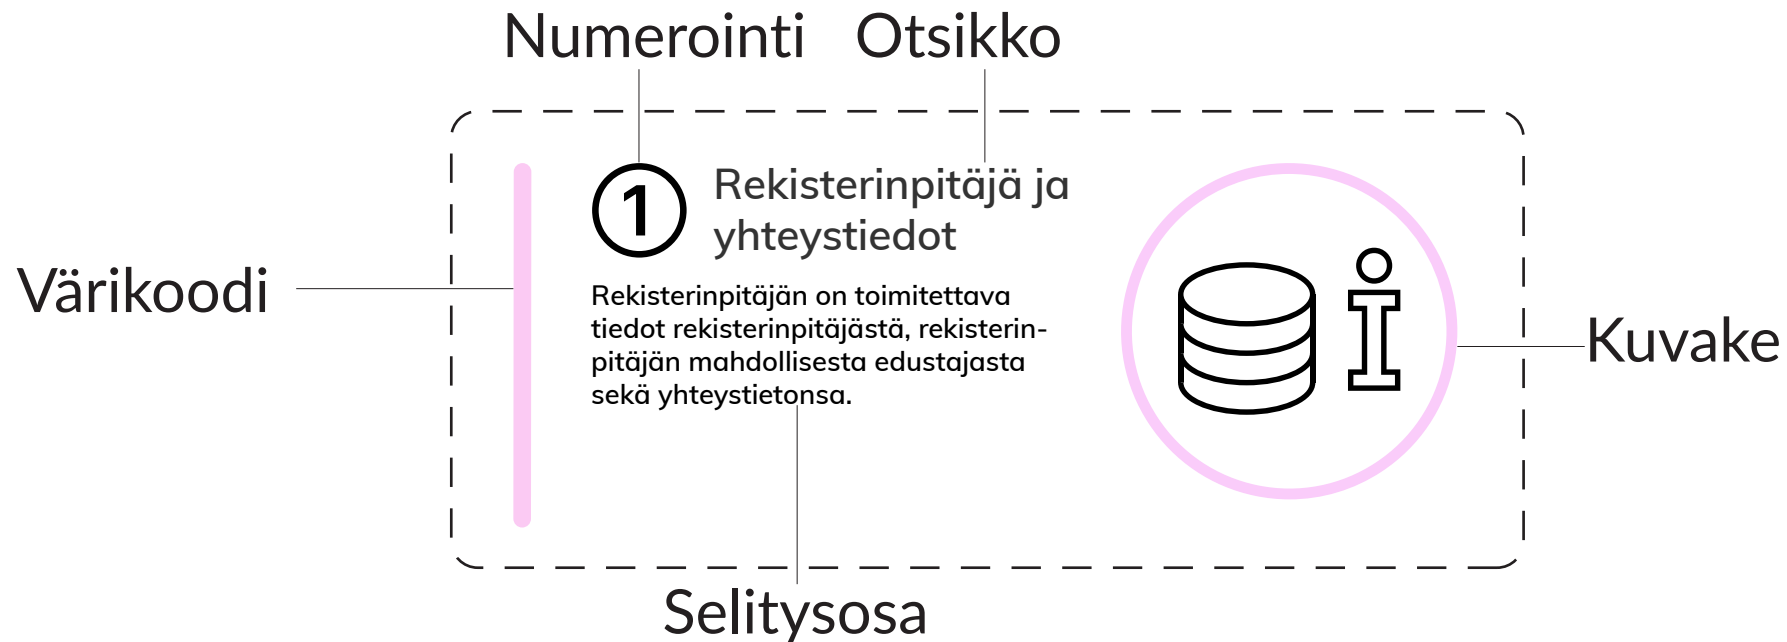 Numerointi Otsikko
1 Rekisterinpitäjä ja
yhteystiedot
Värikoodi
Rekisterinpitäjän on toimitettava
tiedot rekisterinpitäjästä, rekisterin-
pitäjän mahdollisesta edustajasta
sekä yhteystietonsa.
Kuvake
Selitysosa